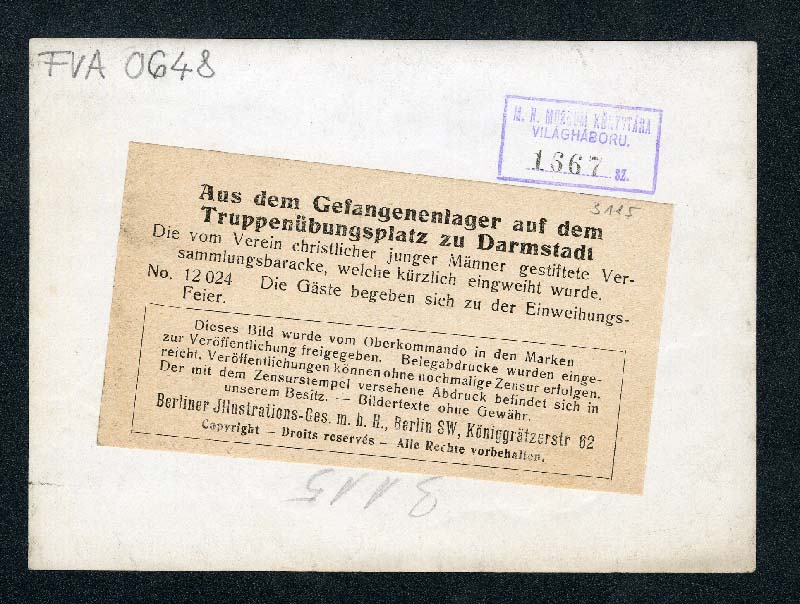 FVA 0648
M. N. MÚZEUM KÖNYVTÁRA
VILÁGHÁBORU.
1667 SZ.
3115
Aus dem Gefangenenlager auf dem
Truppenübungsplatz zu Darmstadt
Die vom Verein christlicher junger Männer gestiftete Ver-
sammlungsbaracke, welche kürzlich eingweiht wurde.
No. 12 024 Die Gäste begeben sich zu der Einweihungs-
Feier.
Dieses Bild wurde vom Oberkommando in den Marken
zur Veröffentlichung freigegeben. Belegabdrucke wurden einge-
reicht. Veröffentlichungen können ohne nochmalige Zensur erfolgen.
Der mit dem Zensurstempel versehene Abdruck befindet sich in
unserem Besitz. — Bildertexte ohne Gewähr.
Berliner Jllustrations-Ges. m. b. H., Berlin SW, Königgrätzerstr 62
Copyright — Droits reservés — Alle Rechte vorbehalten.
3115